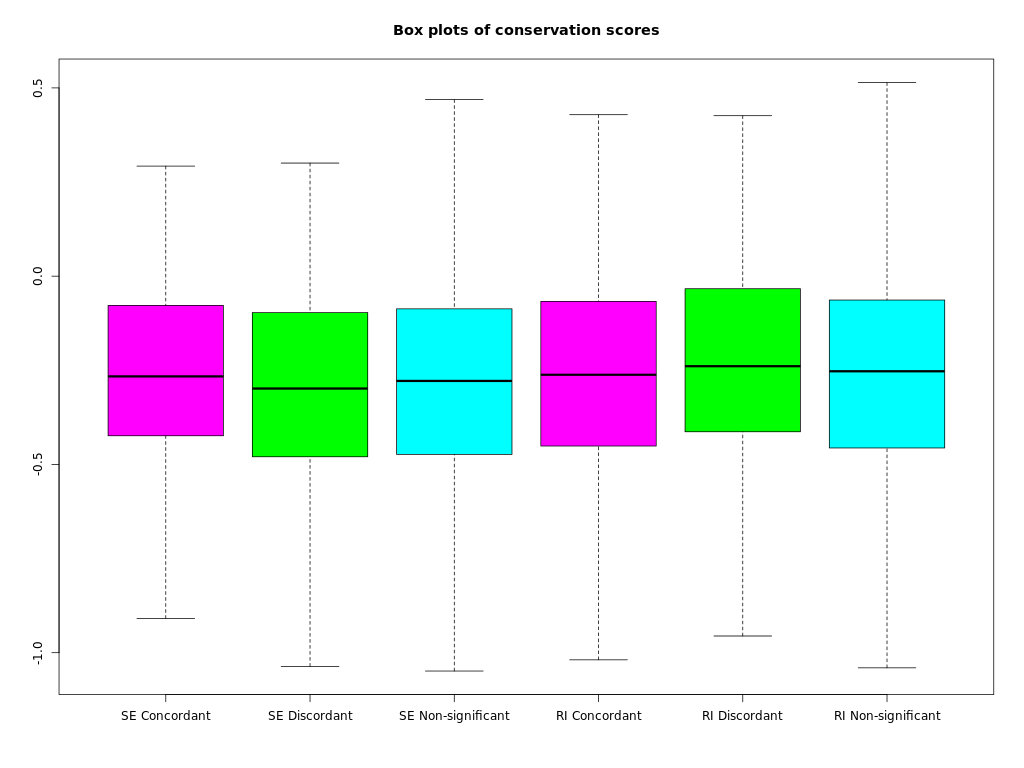 Box plots of conservation scores
0.5
0.0
-0.5
-1.0
SE Concordant SE Discordant SE Non-significant RI Concordant RI Discordant RI Non-significant